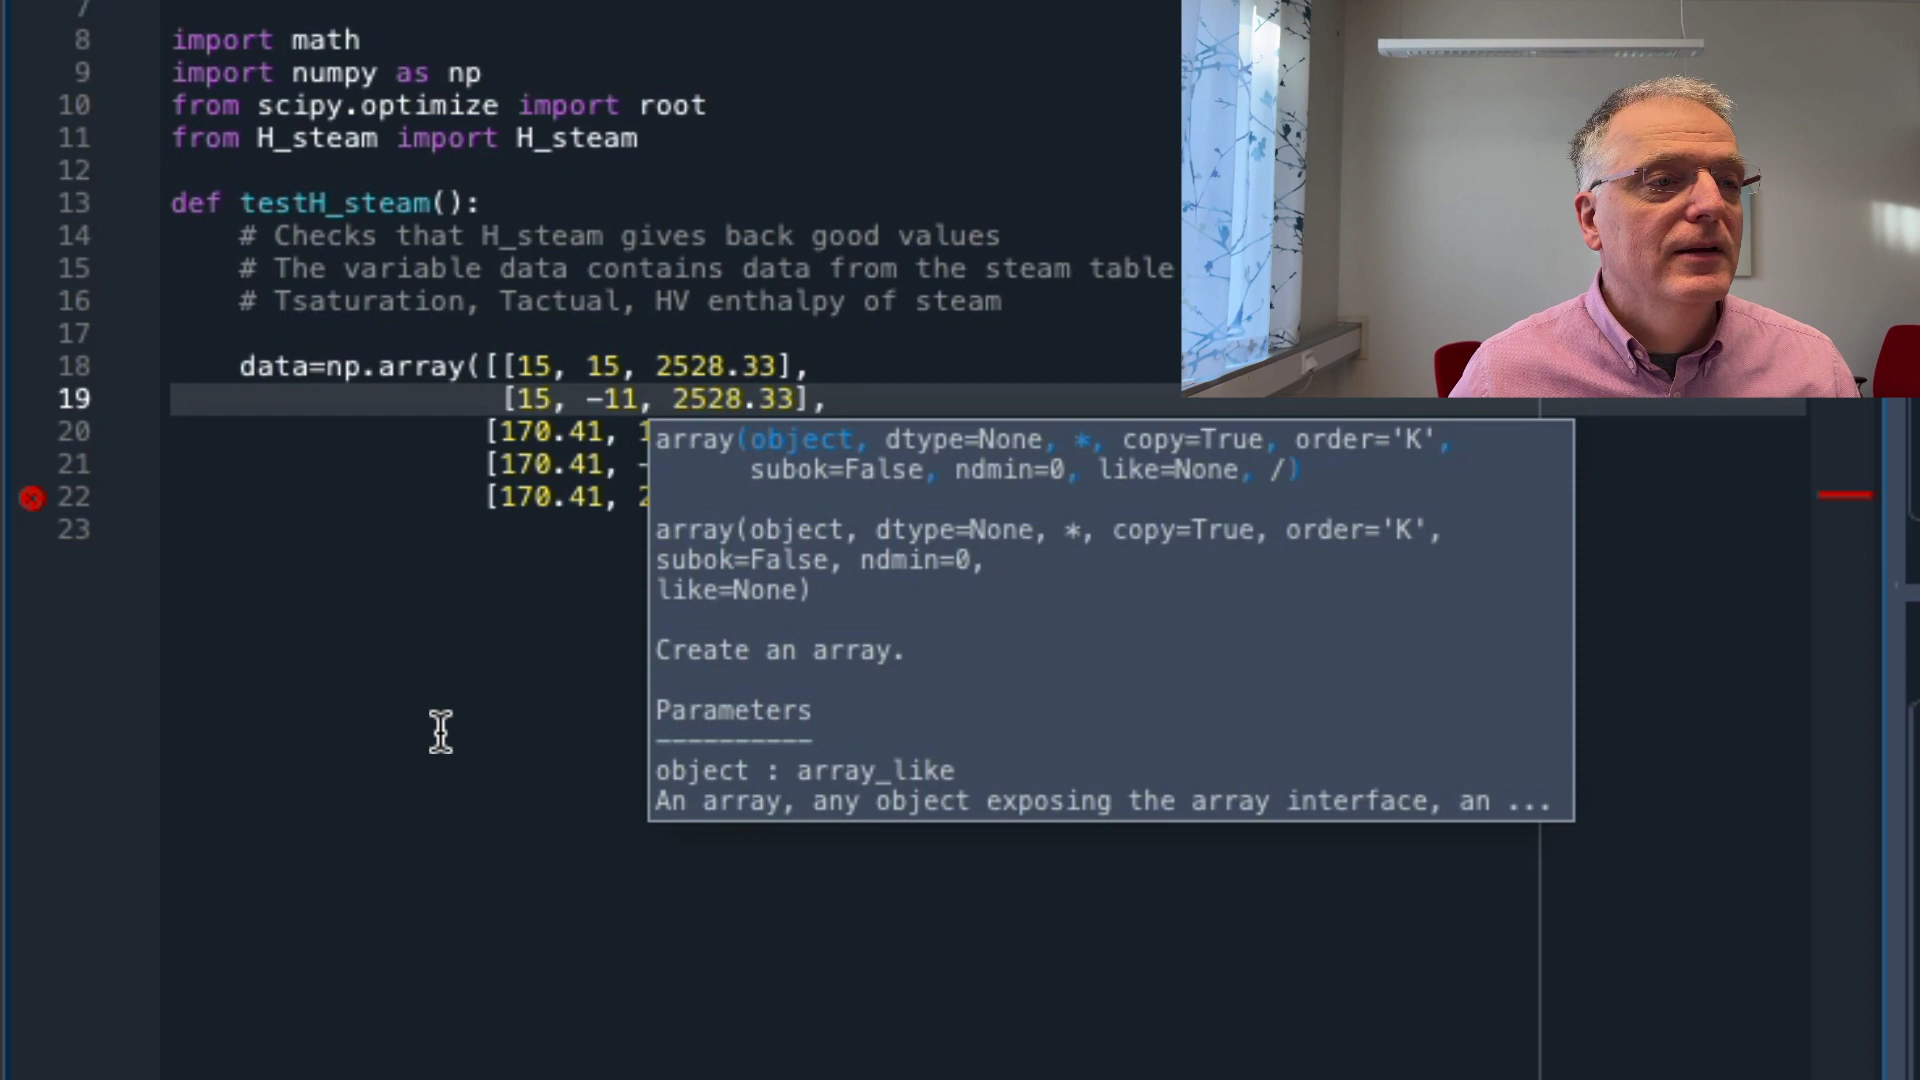 7
8 import math
9 import numpy as np
10 from scipy.optimize import root
11 from H_steam import H_steam
12
13 def testH_steam():
14 # Checks that H_steam gives back good values
15 # The variable data contains data from the steam table
16 # Tsaturation, Tactual, HV enthalpy of steam
17
18 data=np.array([[15, 15, 2528.33],
19 [15, -11, 2528.33],
20 [170.41, 1
21 [170.41, -
22 [170.41, 2
23
array(object, dtype=None, *, copy=True, order='K',
subok=False, ndmin=0, like=None, /)
array(object, dtype=None, *, copy=True, order='K',
subok=False, ndmin=0,
like=None)
Create an array.
Parameters
----------
object : array_like
An array, any object exposing the array interface, an ...